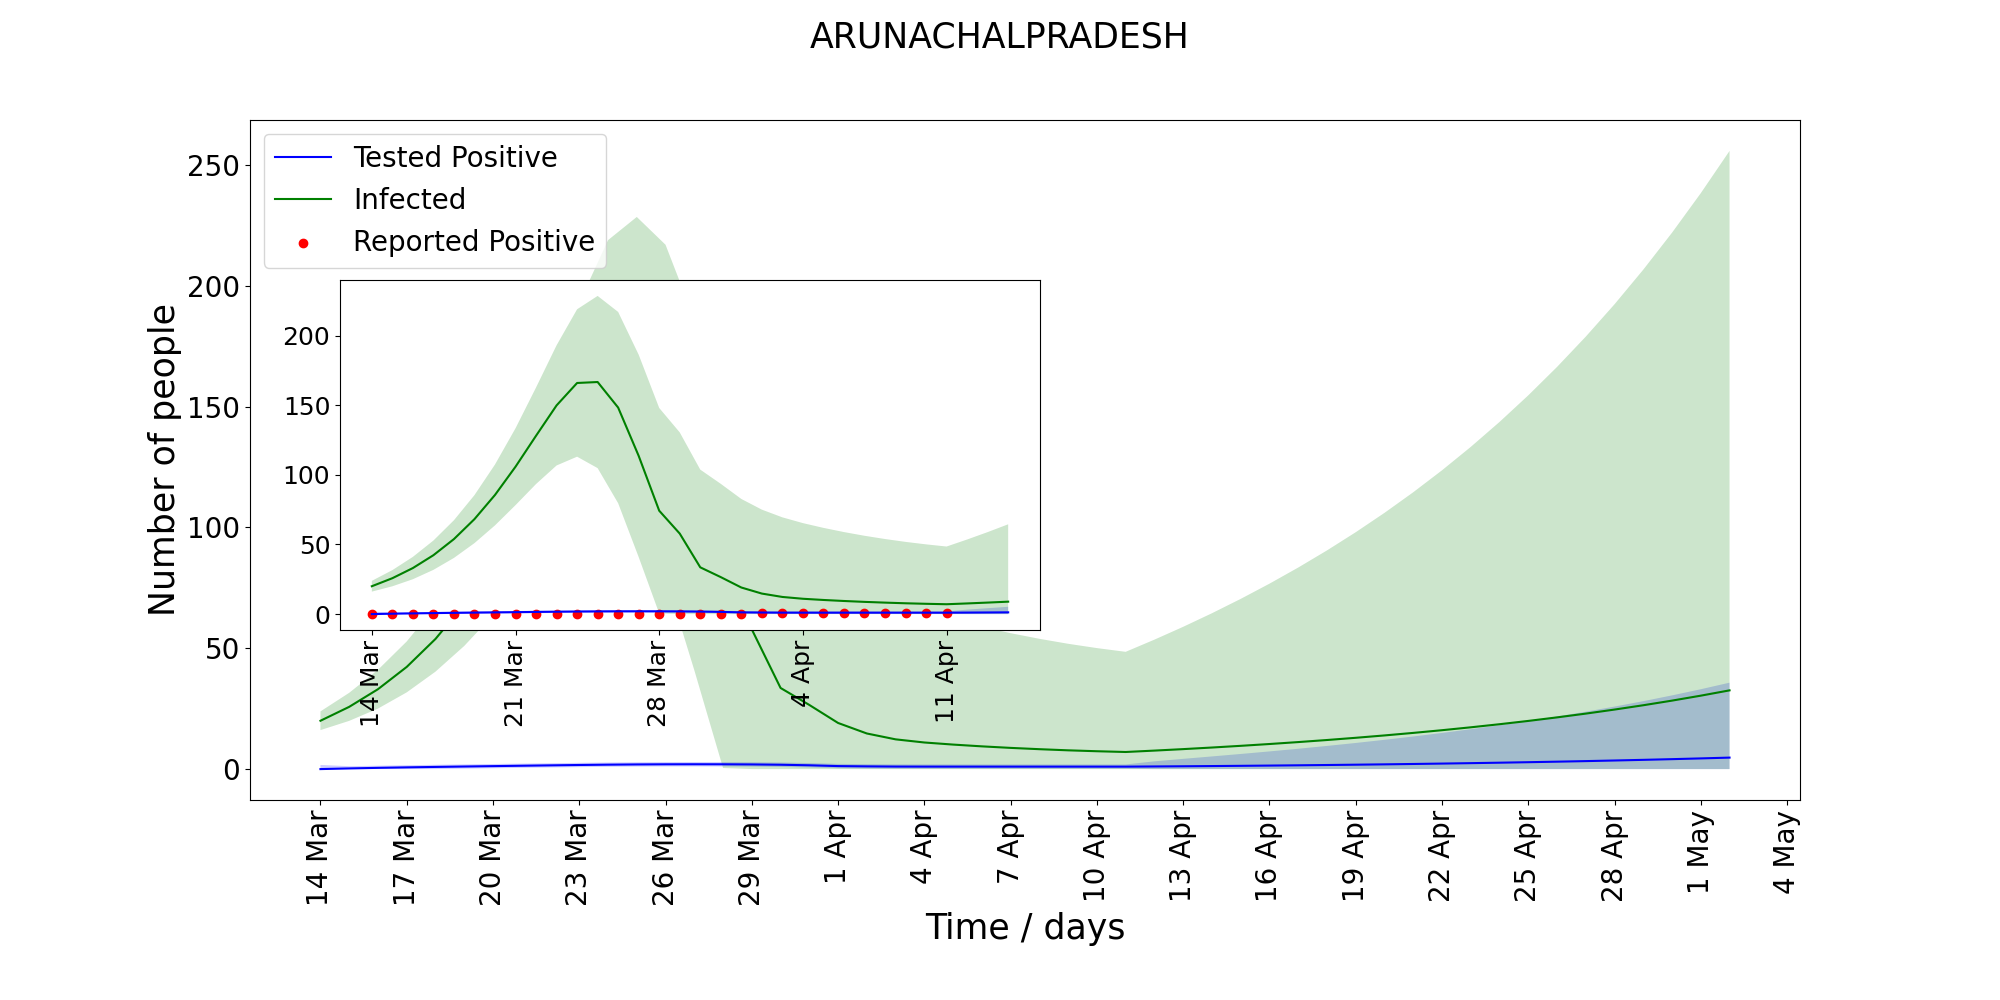 ARUNACHALPRADESH
Tested Positive
Infected
Reported Positive
Number of people
250
200
150
100
50
0
200
150
100
50
0
14 Mar
21 Mar
28 Mar
4 Apr
11 Apr
14 Mar
17 Mar
20 Mar
23 Mar
26 Mar
29 Mar
1 Apr
4 Apr
7 Apr
10 Apr
13 Apr
16 Apr
19 Apr
22 Apr
25 Apr
28 Apr
1 May
4 May
Time / days